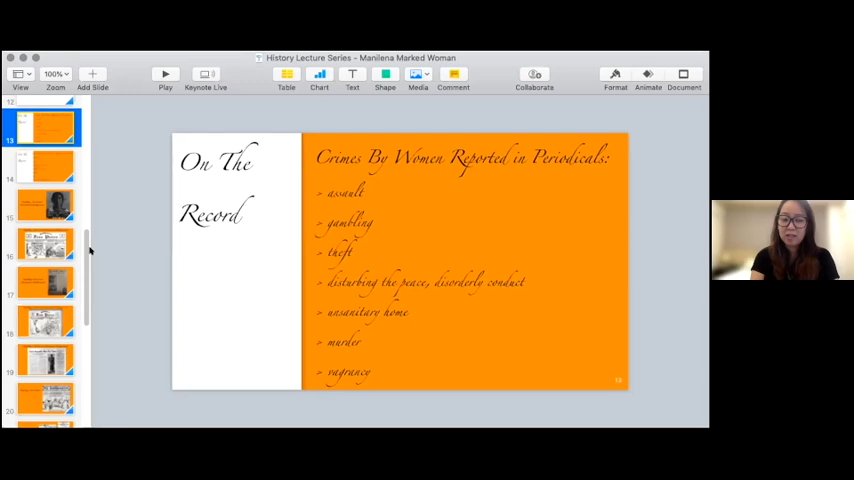 History Lecture Series - Manilena Marked Woman
100%
View
Zoom
Add Slide
Play
Keynote Live
Table
Chart
Text
Shape
Media
Comment
Collaborate
Format
Animate
Document
12
13
14
15
16
17
18
19
20
On The
Record
Crimes By Women Reported in Periodicals:
> assault
> gambling
> theft
> disturbing the peace, disorderly conduct
> unsanitary home
> murder
> vagrancy
13